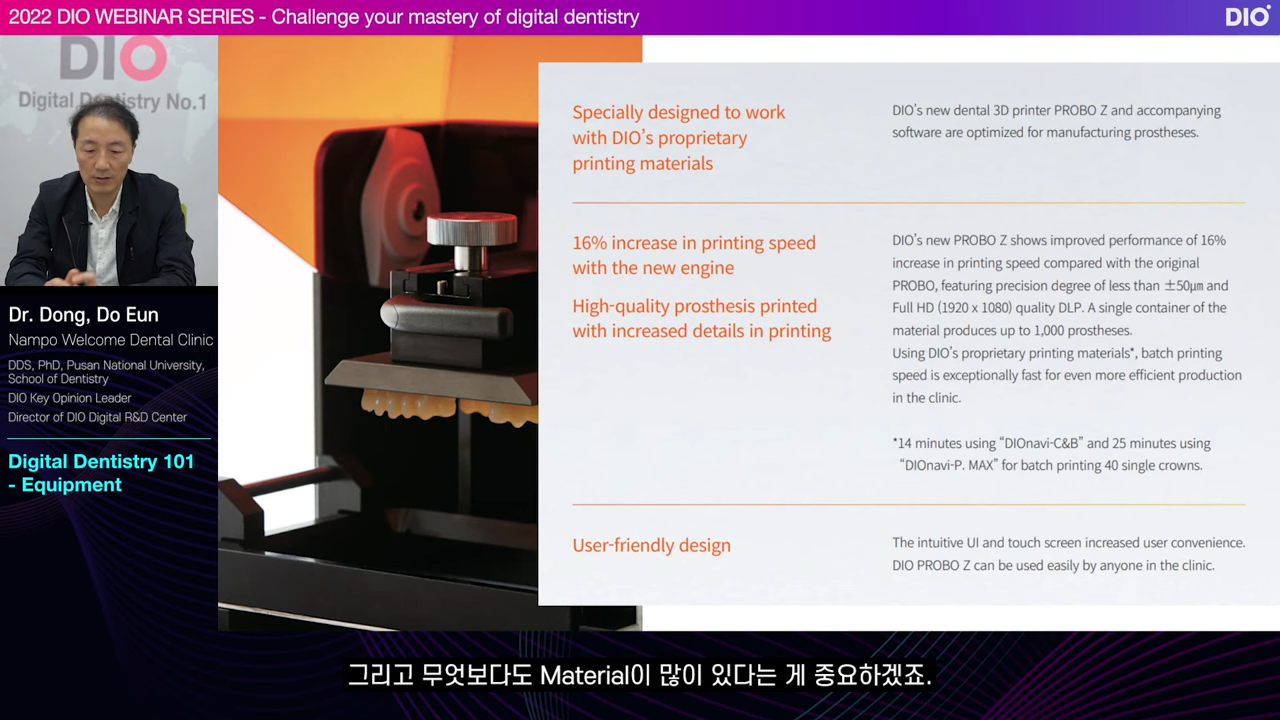 2022 DIO WEBINAR SERIES - Challenge your mastery of digital dentistry
DIO
DIO
Digital Dentistry No.1
Dr. Dong, Do Eun
Nampo Welcome Dental Clinic
DDS, PhD, Pusan National University,
School of Dentistry
DIO Key Opinion Leader
Director of DIO Digital R&D Center
Digital Dentistry 101
- Equipment
Specially designed to work
with DIO's proprietary
printing materials
DIO's new dental 3D printer PROBO Z and accompanying
software are optimized for manufacturing prostheses.
16% increase in printing speed
with the new engine
High-quality prosthesis printed
with increased details in printing
DIO's new PROBO Z shows improved performance of 16%
increase in printing speed compared with the original
PROBO, featuring precision degree of less than ±50㎛ and
Full HD (1920 x 1080) quality DLP. A single container of the
material produces up to 1,000 prostheses.
Using DIO's proprietary printing materials*, batch printing
speed is exceptionally fast for even more efficient production
in the clinic.
*14 minutes using “DIOnavi-C&B” and 25 minutes using
“DIOnavi-P. MAX” for batch printing 40 single crowns.
User-friendly design
The intuitive UI and touch screen increased user convenience.
DIO PROBO Z can be used easily by anyone in the clinic.
그리고 무엇보다도 Material이 많이 있다는 게 중요하겠죠.